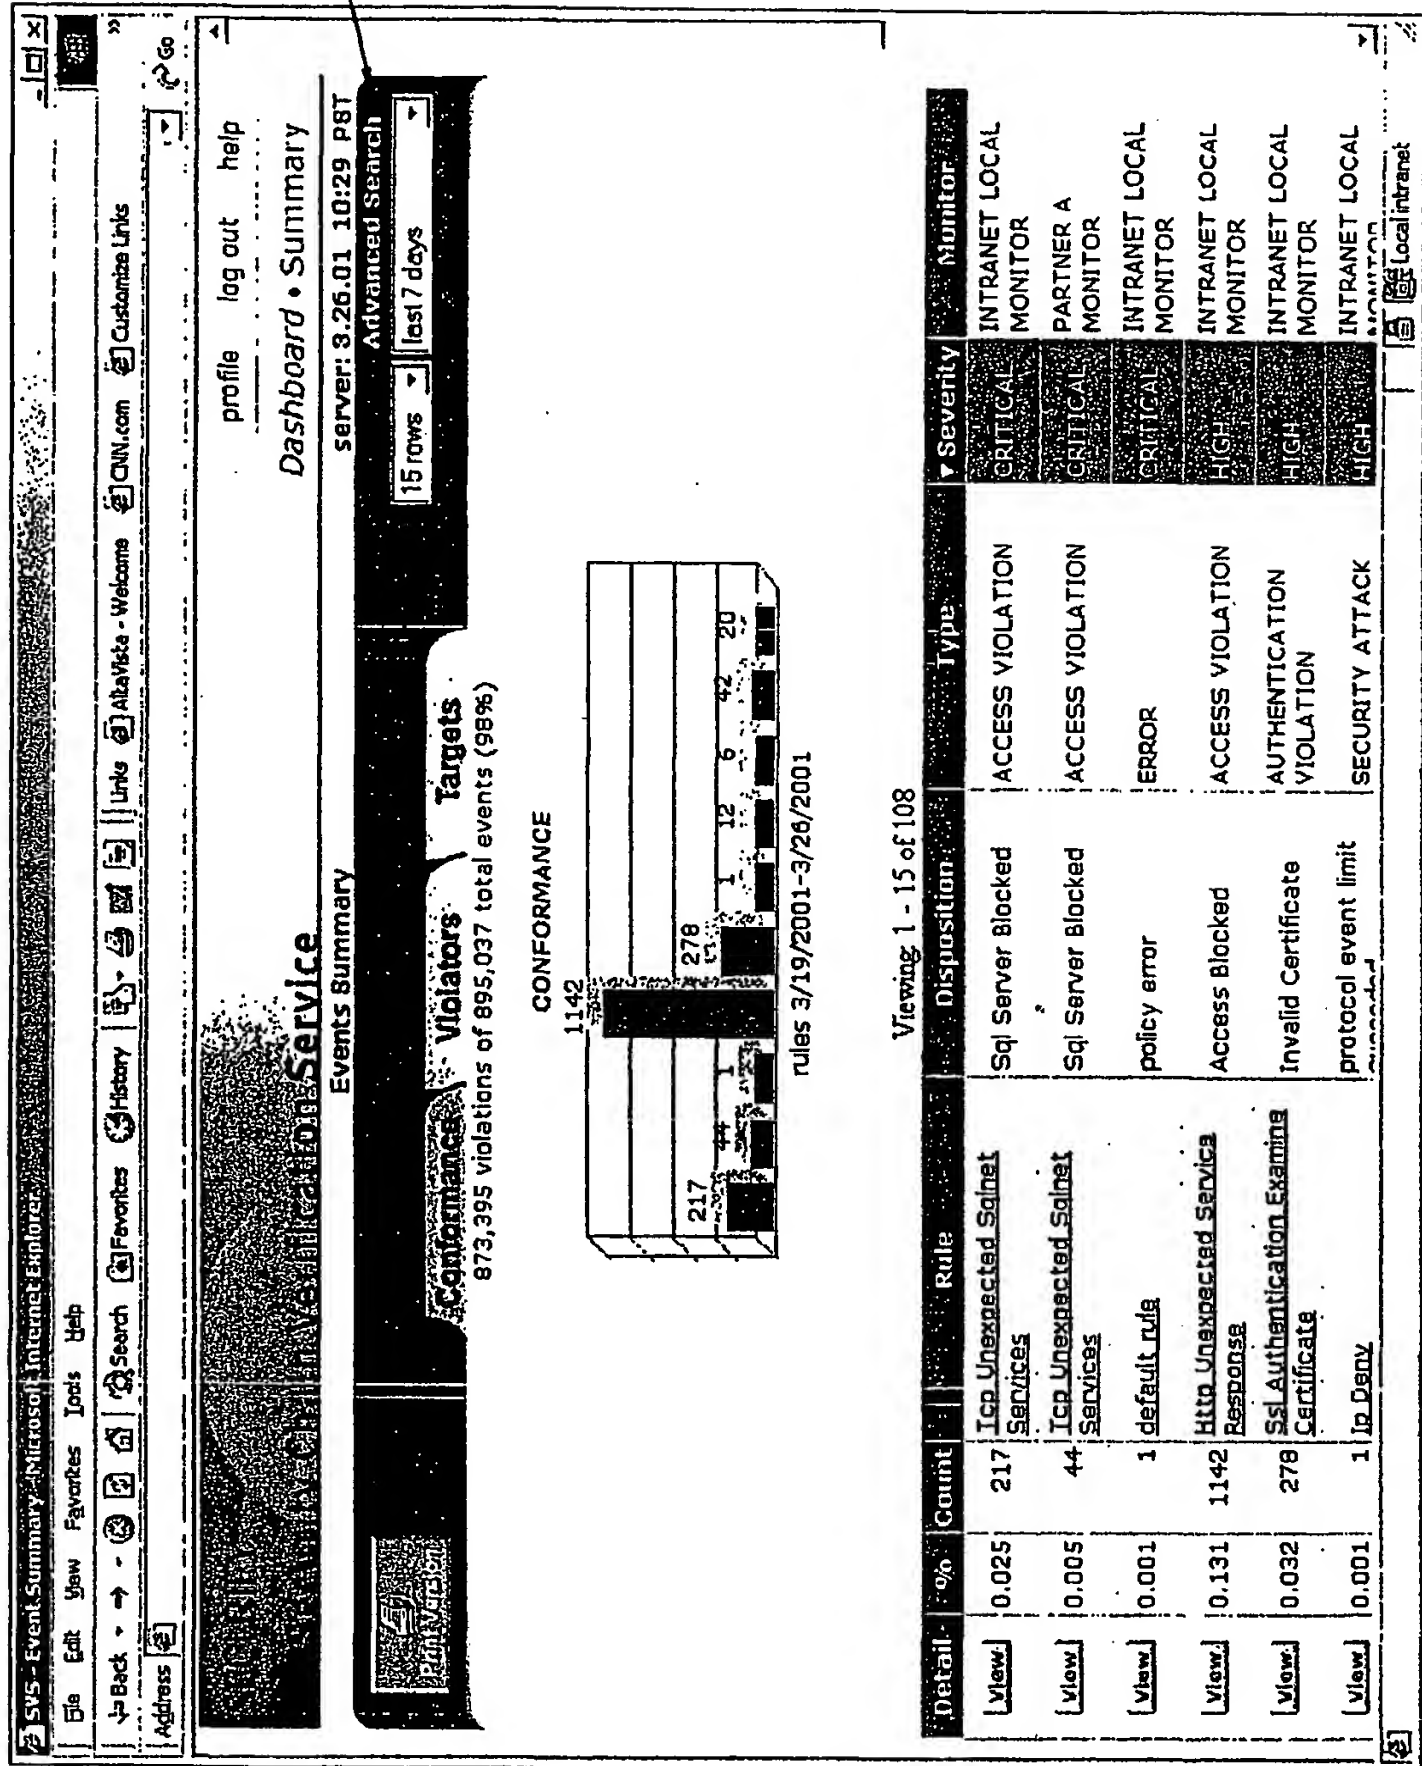 SVS - Event Summary - Microsoft Internet Explorer
File Edit View Favorites Tools Help
Back Search Favorites History Links AltaVista - Welcome CNN.com Customize Links
Address Go
profile log out help
Security Verification Service
Dashboard • Summary
Events Summary server: 3.26.01 10:29 PST
Advanced Search
Print Version 15 rows last 7 days
Conformance Violators Targets
873,395 violations of 895,037 total events (98%)
CONFORMANCE
217 44 1 1142 278 1 12 6 42 20
rules 3/19/2001-3/26/2001
Viewing 1 - 15 of 108
Detail % Count Rule Disposition Type Severity Monitor
View 0.025 217 Tcp Unexpected Sqlnet Services Sql Server Blocked ACCESS VIOLATION CRITICAL INTRANET LOCAL MONITOR
View 0.005 44 Tcp Unexpected Sqlnet Services Sql Server Blocked ACCESS VIOLATION CRITICAL PARTNER A MONITOR
View 0.001 1 default rule policy error ERROR CRITICAL INTRANET LOCAL MONITOR
View 0.131 1142 Http Unexpected Service Response Access Blocked ACCESS VIOLATION HIGH INTRANET LOCAL MONITOR
View 0.032 278 Ssl Authentication Examine Certificate Invalid Certificate AUTHENTICATION VIOLATION HIGH INTRANET LOCAL MONITOR
View 0.001 1 Ip Deny protocol event limit SECURITY ATTACK HIGH INTRANET LOCAL MONITOR
Local intranet